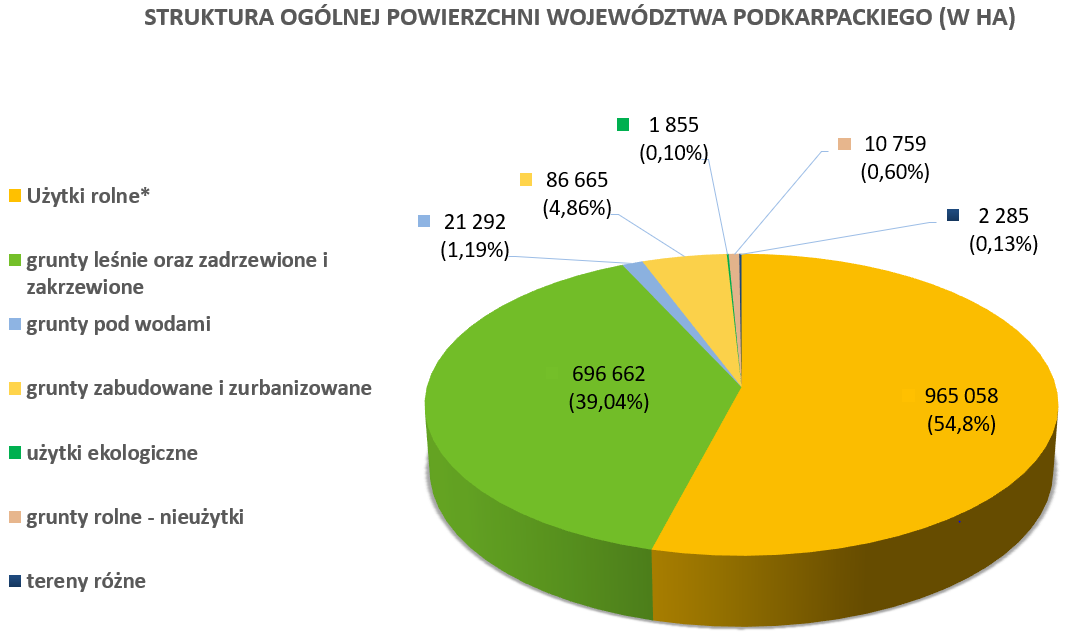 STRUKTURA OGÓLNEJ POWIERZCHNI WOJEWÓDZTWA PODKARPACKIEGO (W HA)
Użytki rolne*
grunty leśnie oraz zadrzewione i
zakrzewione
grunty pod wodami
grunty zabudowane i zurbanizowane
użytki ekologiczne
grunty rolne - nieużytki
tereny różne
1 855
(0,10%)
10 759
(0,60%)
86 665
(4,86%)
21 292
(1,19%)
2 285
(0,13%)
696 662
(39,04%)
965 058
(54,8%)